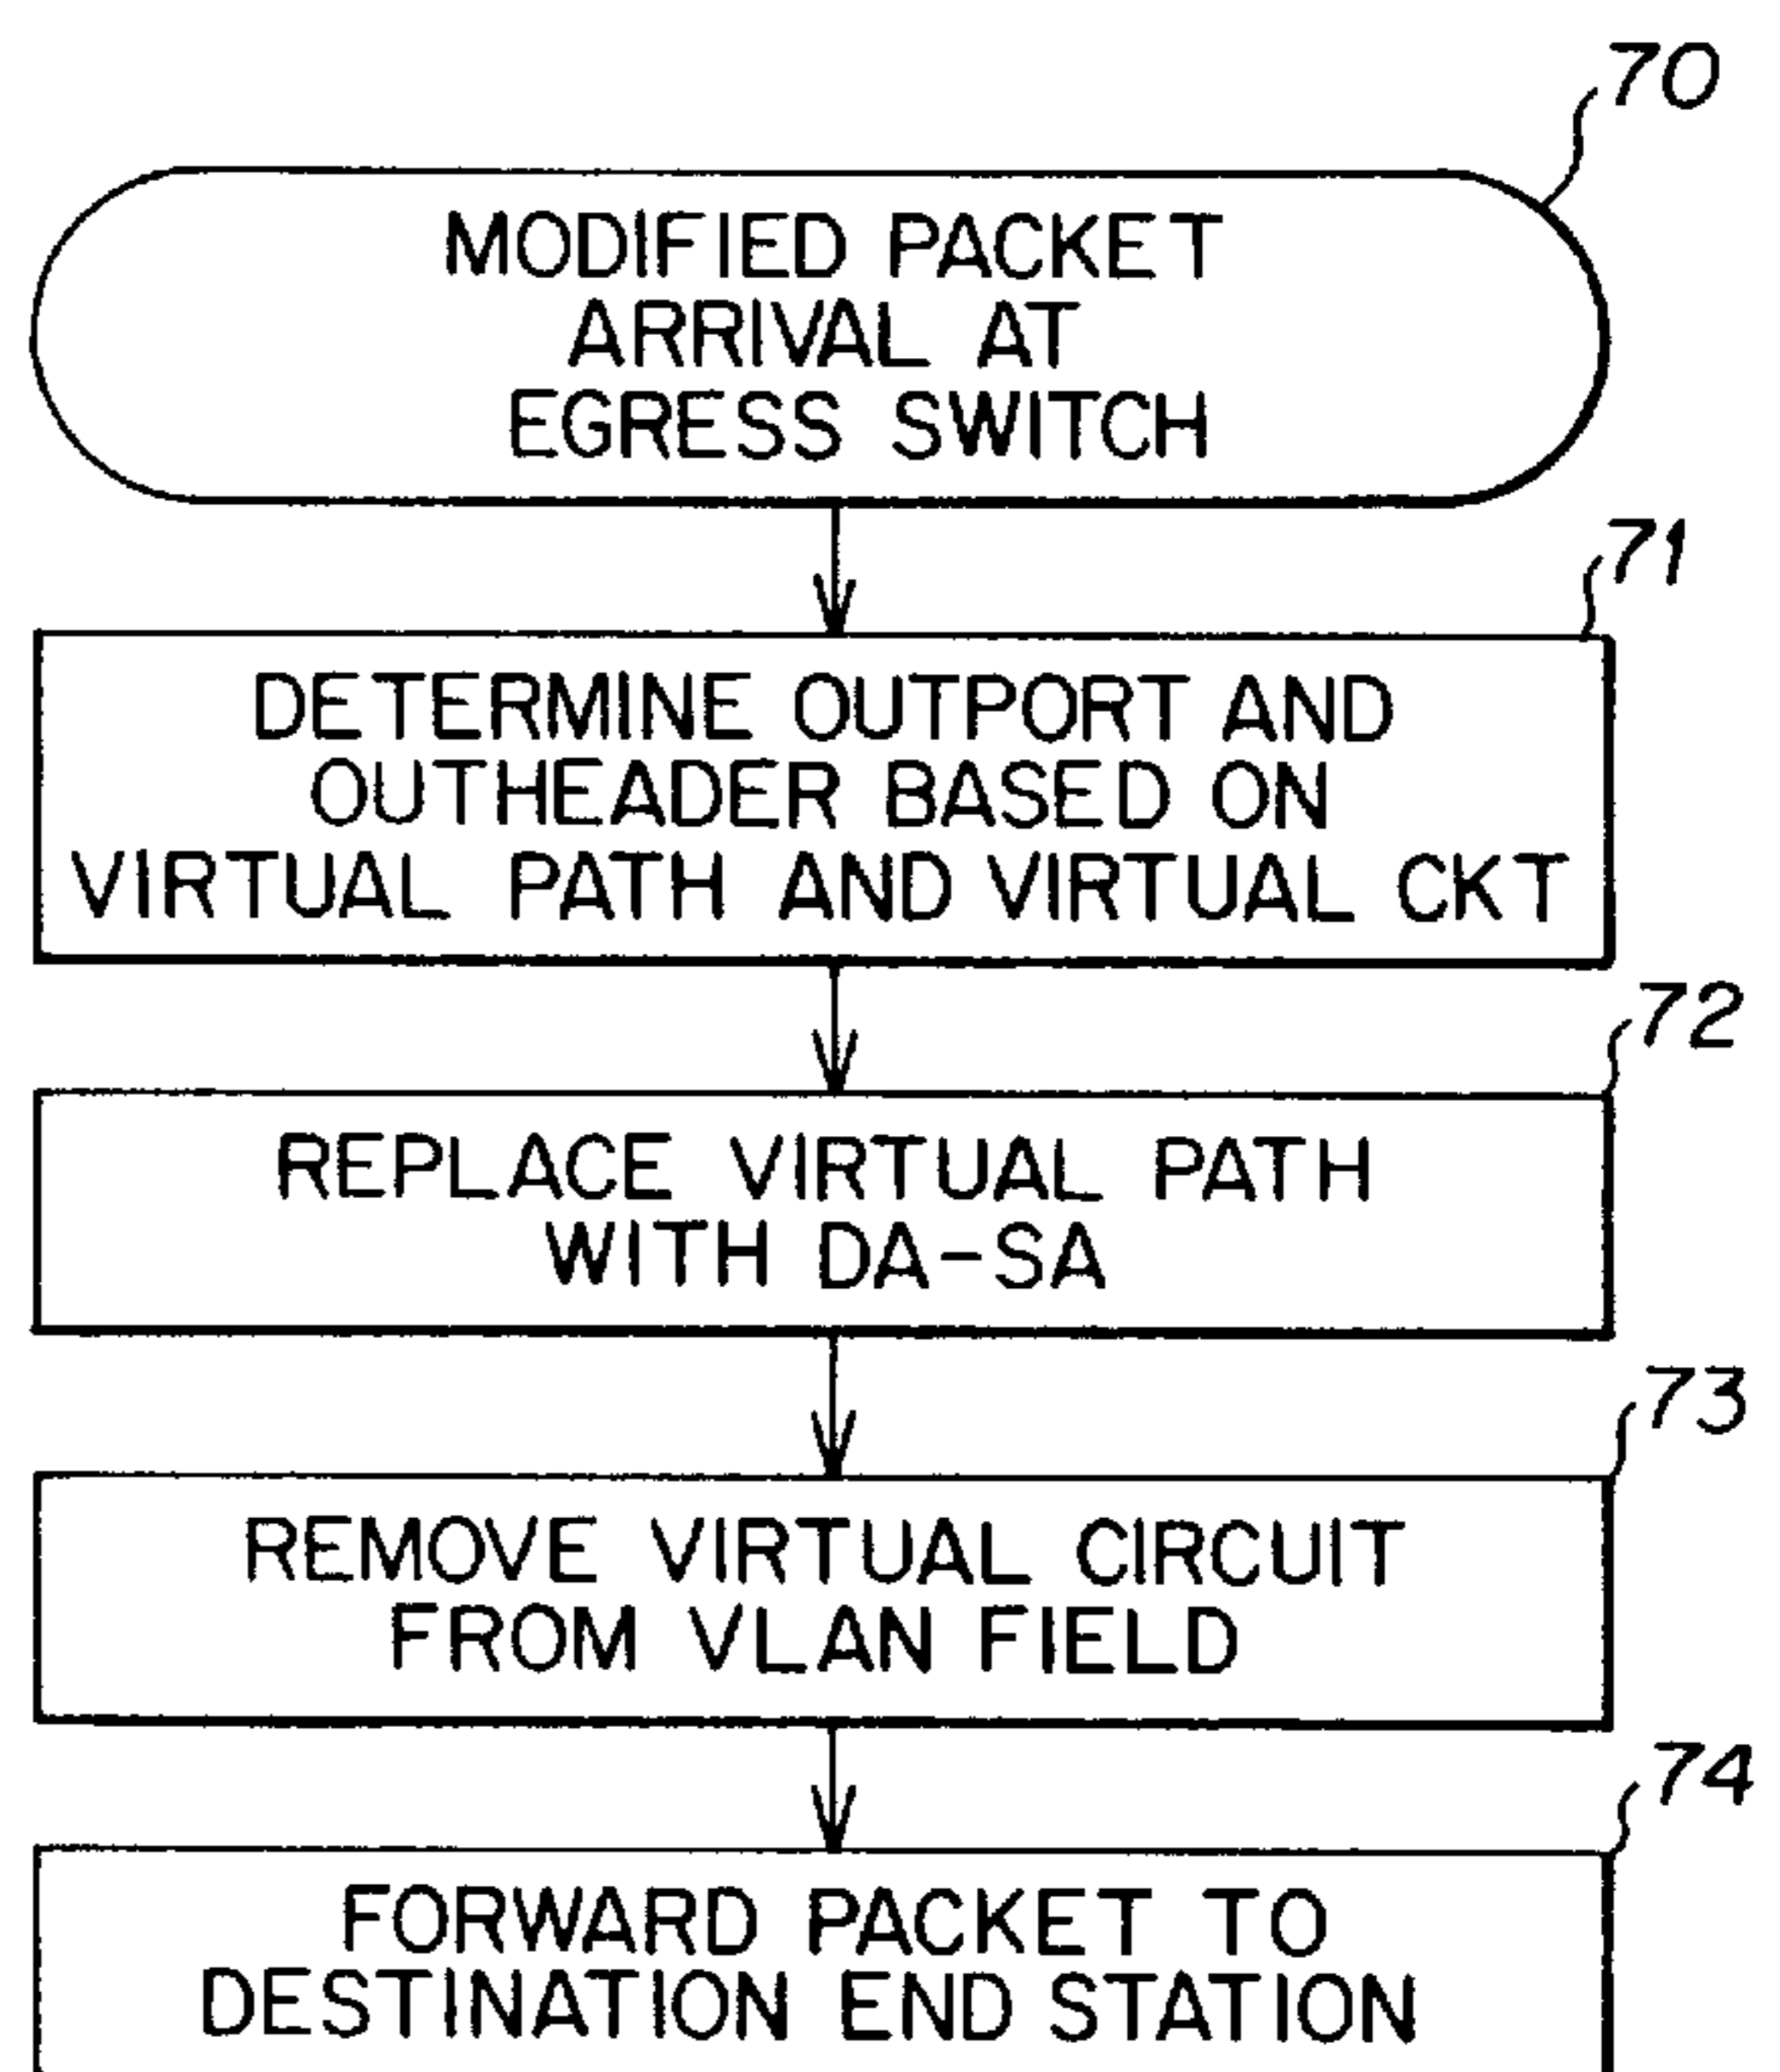 70
MODIFIED PACKET
ARRIVAL AT
EGRESS SWITCH
71
DETERMINE OUTPORT AND
OUTHEADER BASED ON
VIRTUAL PATH AND VIRTUAL CKT
72
REPLACE VIRTUAL PATH
WITH DA-SA
73
REMOVE VIRTUAL CIRCUIT
FROM VLAN FIELD
74
FORWARD PACKET TO
DESTINATION END STATION